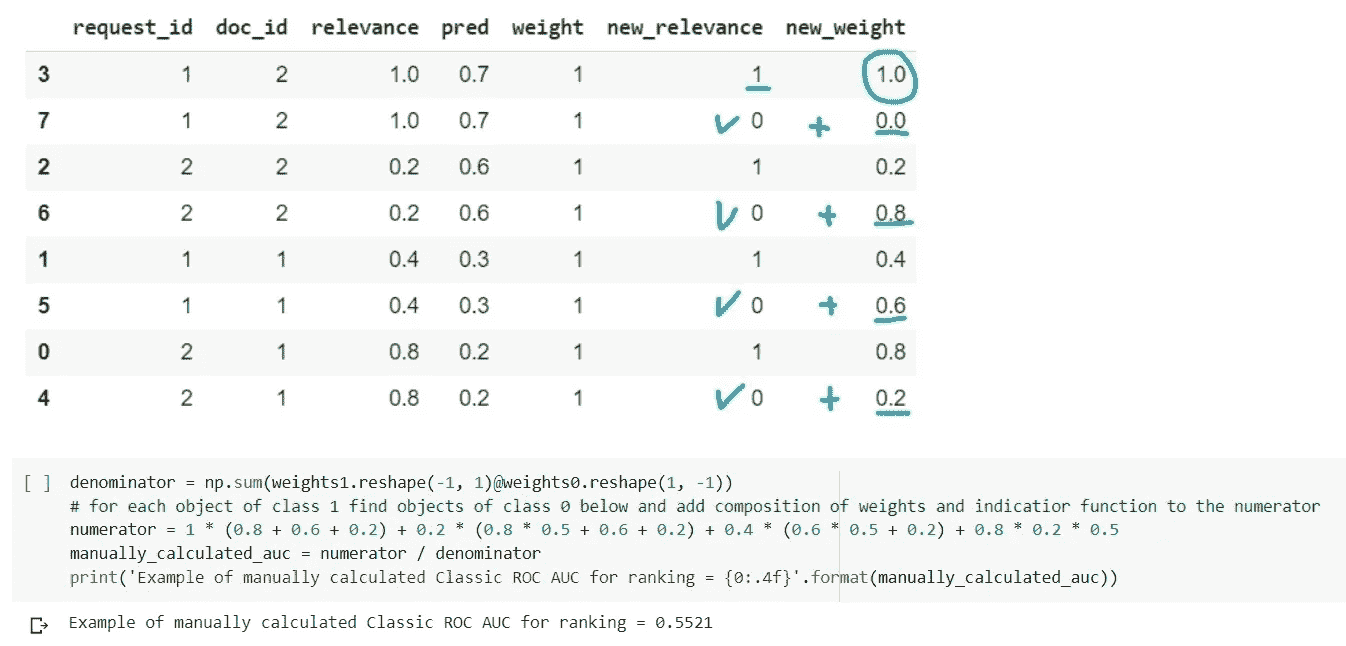 request_id doc_id relevance pred weight new_relevance new_weight
3 1 2 1.0 0.7 1 1 1.0
7 1 2 1.0 0.7 1 ✓ 0 + 0.0
2 2 2 0.2 0.6 1 1 0.2
6 2 2 0.2 0.6 1 ✓ 0 + 0.8
1 1 1 0.4 0.3 1 1 0.4
5 1 1 0.4 0.3 1 ✓ 0 + 0.6
0 2 1 0.8 0.2 1 1 0.8
4 2 1 0.8 0.2 1 ✓ 0 + 0.2
[ ] denominator = np.sum(weights1.reshape(-1, 1)@weights0.reshape(1, -1))
# for each object of class 1 find objects of class 0 below and add composition of weights and indicatior function to the numerator
numerator = 1 * (0.8 + 0.6 + 0.2) + 0.2 * (0.8 * 0.5 + 0.6 + 0.2) + 0.4 * (0.6 * 0.5 + 0.2) + 0.8 * 0.2 * 0.5
manually_calculated_auc = numerator / denominator
print('Example of manually calculated Classic ROC AUC for ranking = {0:.4f}'.format(manually_calculated_auc))
Example of manually calculated Classic ROC AUC for ranking = 0.5521